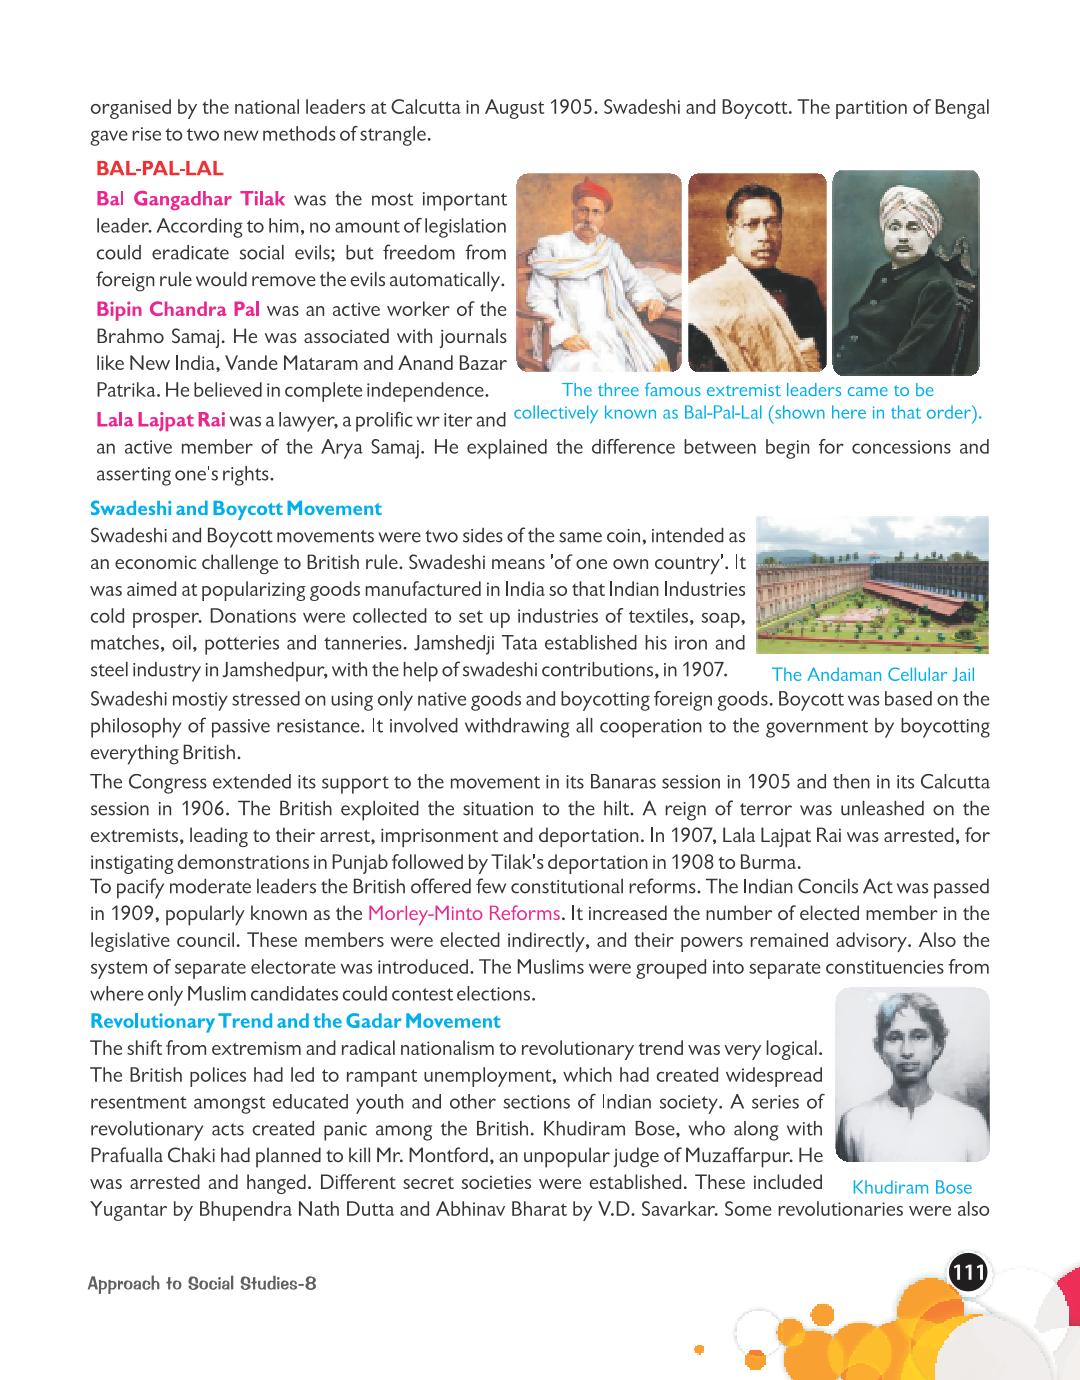 organised by the national leaders at Calcutta in August 1905. Swadeshi and Boycott. The partition of Bengal
gave rise to two new methods of strangle.
BAL-PAL-LAL
Bal Gangadhar Tilak was the most important
leader. According to him, no amount of legislation
could eradicate social evils; but freedom from
foreign rule would remove the evils automatically.
Bipin Chandra Pal was an active worker of the
Brahmo Samaj. He was associated with journals
like New India, Vande Mataram and Anand Bazar
Patrika. He believed in complete independence.
The three famous extremist leaders came to be
collectively known as Bal-Pal-Lal (shown here in that order).
Lala Lajpat Rai was a lawyer, a prolific wr iter and
an active member of the Arya Samaj. He explained the difference between begin for concessions and
asserting one's rights.
Swadeshi and Boycott Movement
Swadeshi and Boycott movements were two sides of the same coin, intended as
an economic challenge to British rule. Swadeshi means 'of one own country'. It
was aimed at popularizing goods manufactured in India so that Indian Industries
cold prosper. Donations were collected to set up industries of textiles, soap,
matches, oil, potteries and tanneries. Jamshedji Tata established his iron and
steel industry in Jamshedpur, with the help of swadeshi contributions, in 1907.
The Andaman Cellular Jail
Swadeshi mostly stressed on using only native goods and boycotting foreign goods. Boycott was based on the
philosophy of passive resistance. It involved withdrawing all cooperation to the government by boycotting
everything British.
The Congress extended its support to the movement in its Banaras session in 1905 and then in its Calcutta
session in 1906. The British exploited the situation to the hilt. A reign of terror was unleashed on the
extremists, leading to their arrest, imprisonment and deportation. In 1907, Lala Lajpat Rai was arrested, for
instigating demonstrations in Punjab followed by Tilak's deportation in 1908 to Burma.
To pacify moderate leaders the British offered few constitutional reforms. The Indian Concils Act was passed
in 1909, popularly known as the Morley-Minto Reforms. It increased the number of elected member in the
legislative council. These members were elected indirectly, and their powers remained advisory. Also the
system of separate electorate was introduced. The Muslims were grouped into separate constituencies from
where only Muslim candidates could contest elections.
Revolutionary Trend and the Gadar Movement
The shift from extremism and radical nationalism to revolutionary trend was very logical.
The British polices had led to rampant unemployment, which had created widespread
resentment amongst educated youth and other sections of Indian society. A series of
revolutionary acts created panic among the British. Khudiram Bose, who along with
Prafualla Chaki had planned to kill Mr. Montford, an unpopular judge of Muzaffarpur. He
was arrested and hanged. Different secret societies were established. These included
Khudiram Bose
Yugantar by Bhupendra Nath Dutta and Abhinav Bharat by V.D. Savarkar. Some revolutionaries were also
Approach to Social Studies-8
111